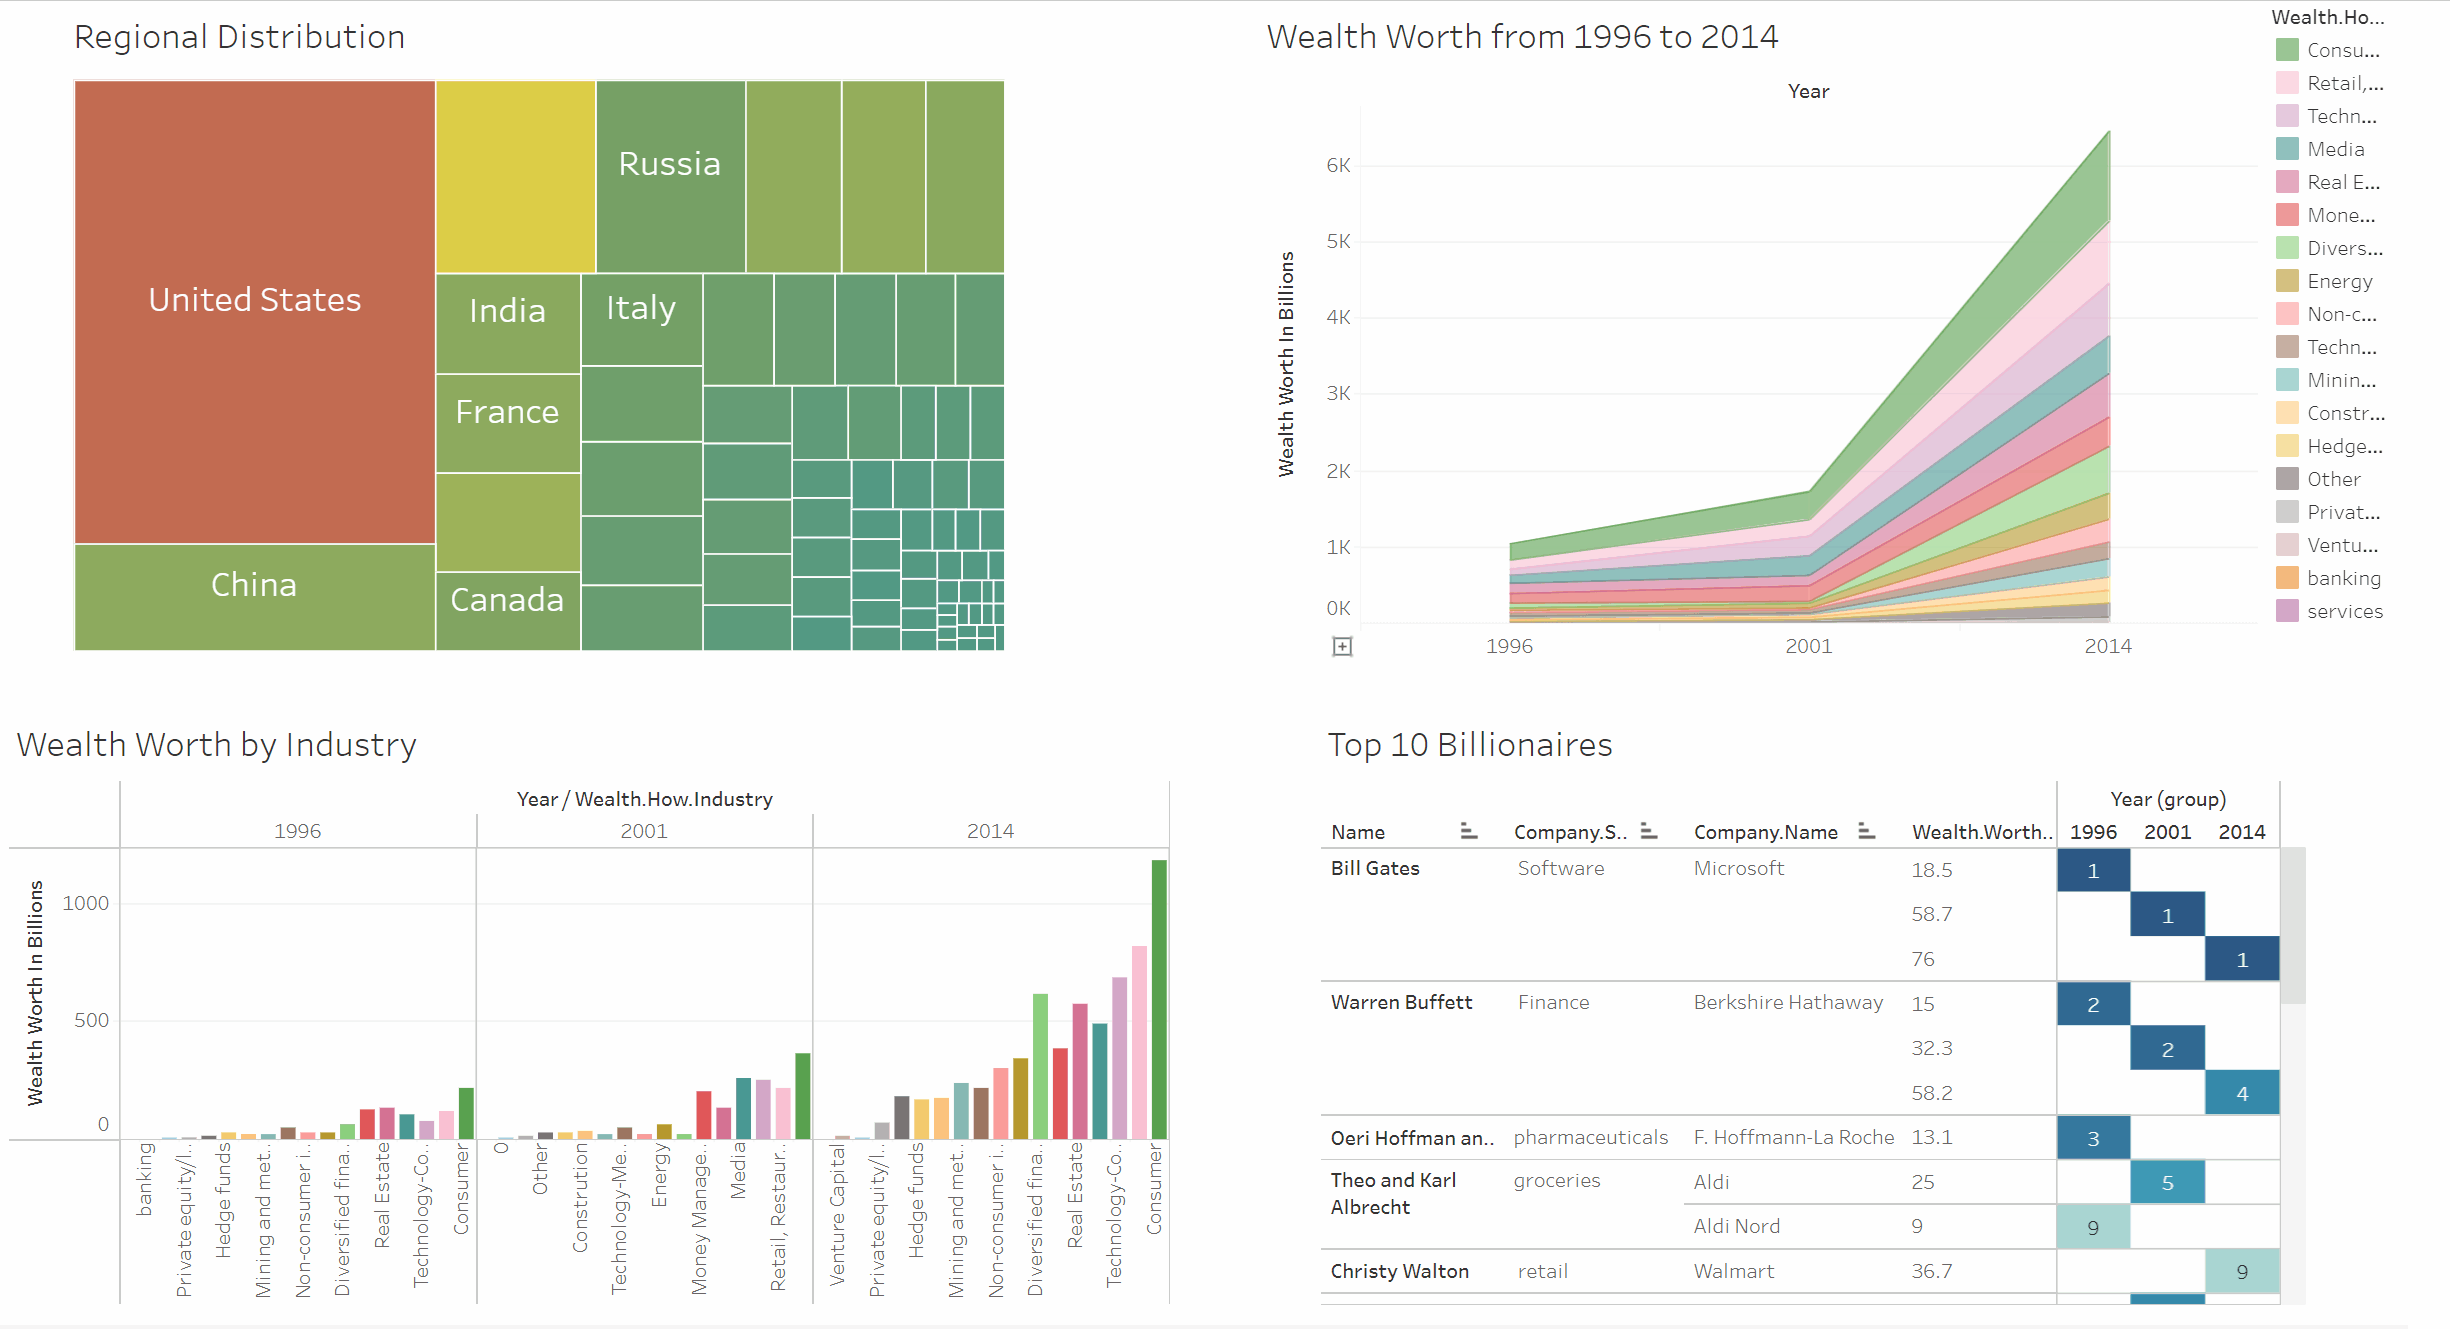 Regional Distribution
United States
China
Russia
India
Italy
France
Canada
Wealth Worth from 1996 to 2014
Year
Wealth Worth In Billions
6K
5K
4K
3K
2K
1K
0K
1996 2001 2014
Wealth.Ho...
Consu...
Retail,...
Techn...
Media
Real E...
Mone...
Divers...
Energy
Non-c...
Techn...
Minin...
Constr...
Hedge...
Other
Privat...
Ventu...
banking
services
Wealth Worth by Industry
Year / Wealth.How.Industry
1996 2001 2014
Wealth Worth In Billions
1000
500
0
banking
Private equity/l..
Hedge funds
Mining and met..
Non-consumer i..
Diversified fina..
Real Estate
Technology-Co..
Consumer
0
Other
Constrution
Technology-Me..
Energy
Money Manage..
Media
Retail, Restaur..
Venture Capital
Private equity/l..
Hedge funds
Mining and met..
Non-consumer i..
Diversified fina..
Real Estate
Technology-Co..
Consumer
Top 10 Billionaires
Year (group)
Name Company.S.. Company.Name Wealth.Worth.. 1996 2001 2014
Bill Gates Software Microsoft 18.5 1
58.7 1
76 1
Warren Buffett Finance Berkshire Hathaway 15 2
32.3 2
58.2 4
Oeri Hoffman an.. pharmaceuticals F. Hoffmann-La Roche 13.1 3
Theo and Karl Albrecht groceries Aldi 25 5
Aldi Nord 9 9
Christy Walton retail Walmart 36.7 9